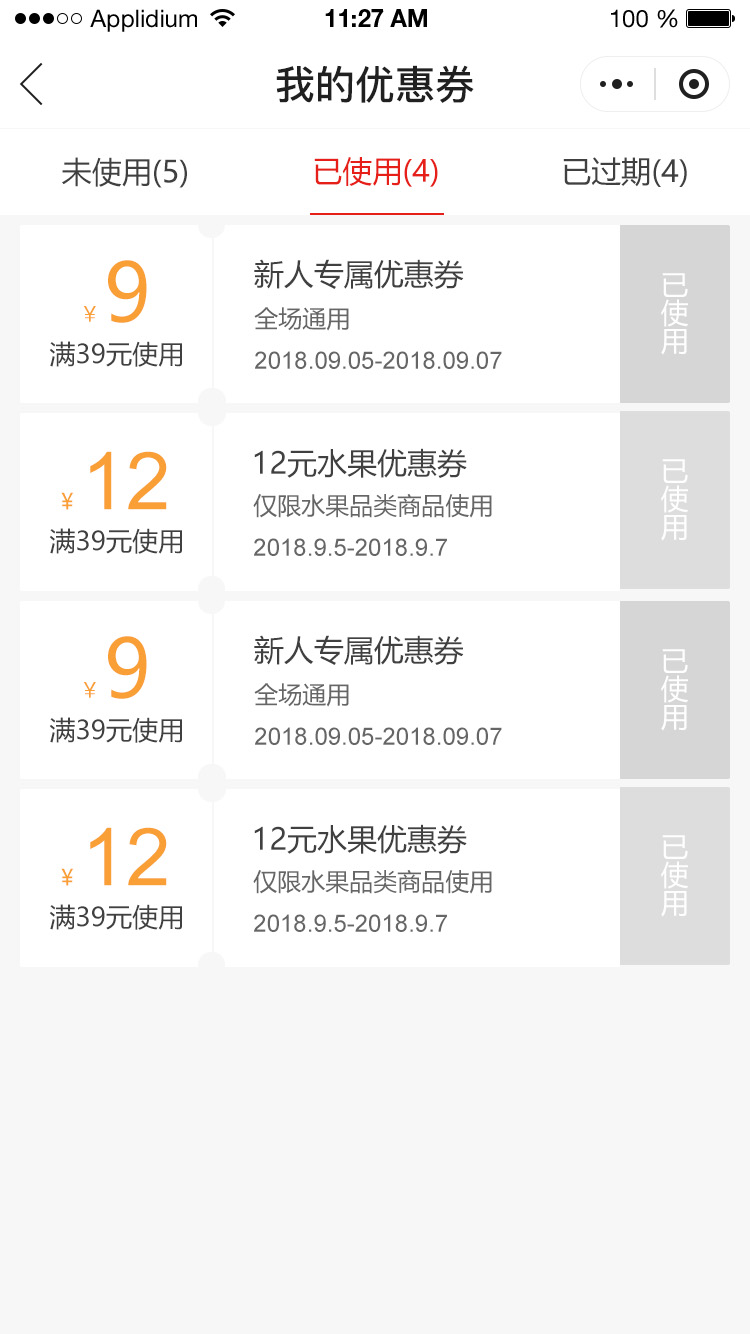 Applidium 11:27 AM 100 %
我的优惠券
未使用(5) 已使用(4) 已过期(4)
¥ 9
满39元使用
新人专属优惠券
全场通用
2018.09.05-2018.09.07
已使用
¥ 12
满39元使用
12元水果优惠券
仅限水果品类商品使用
2018.9.5-2018.9.7
已使用
¥ 9
满39元使用
新人专属优惠券
全场通用
2018.09.05-2018.09.07
已使用
¥ 12
满39元使用
12元水果优惠券
仅限水果品类商品使用
2018.9.5-2018.9.7
已使用